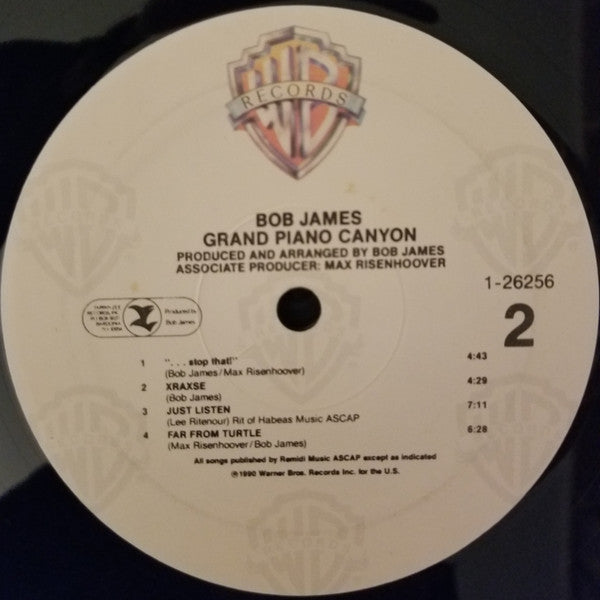 RECORDS
BOB JAMES
GRAND PIANO CANYON
PRODUCED AND ARRANGED BY BOB JAMES
ASSOCIATE PRODUCER: MAX RISENHOOVER
1-26256
2
Produced by
Bob James
1 ". . . stop that!" 4:43
(Bob James/Max Risenhoover)
2 XRAXSE 4:29
(Bob James)
3 JUST LISTEN 7:11
(Lee Ritenour) Rit of Habeas Music ASCAP
4 FAR FROM TURTLE 6:28
(Max Risenhoover/Bob James)
All songs published by Remidi Music ASCAP except as indicated
℗1990 Warner Bros. Records Inc. for the U.S.